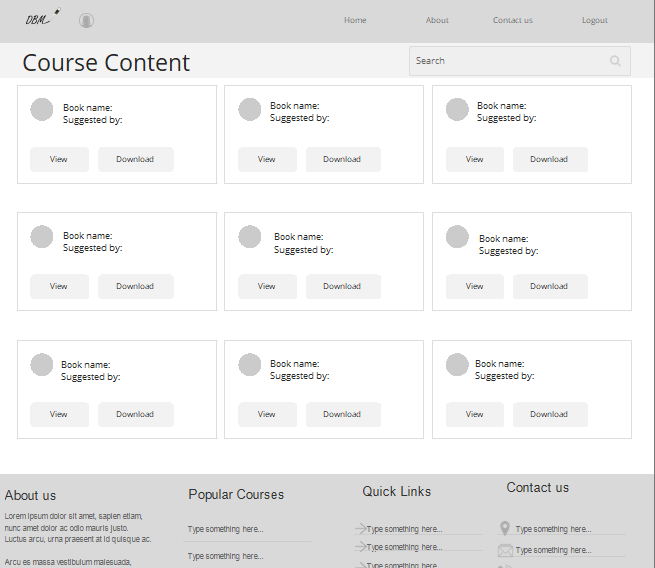 DBM
Home About Contact us Logout
Course Content
Search
Book name:
Suggested by:
View Download
Book name:
Suggested by:
View Download
Book name:
Suggested by:
View Download
Book name:
Suggested by:
View Download
Book name:
Suggested by:
View Download
Book name:
Suggested by:
View Download
Book name:
Suggested by:
View Download
Book name:
Suggested by:
View Download
Book name:
Suggested by:
View Download
About us
Lorem ipsum dolor sit amet, sapien etiam,
nunc amet dolor ac odio mauris justo.
Luctus arcu, urna praesent at id quisque ac.
Arcu es massa vestibulum malesuada,
Popular Courses
Type something here...
Type something here...
Quick Links
Type something here...
Type something here...
Type something here...
Contact us
Type something here...
Type something here...